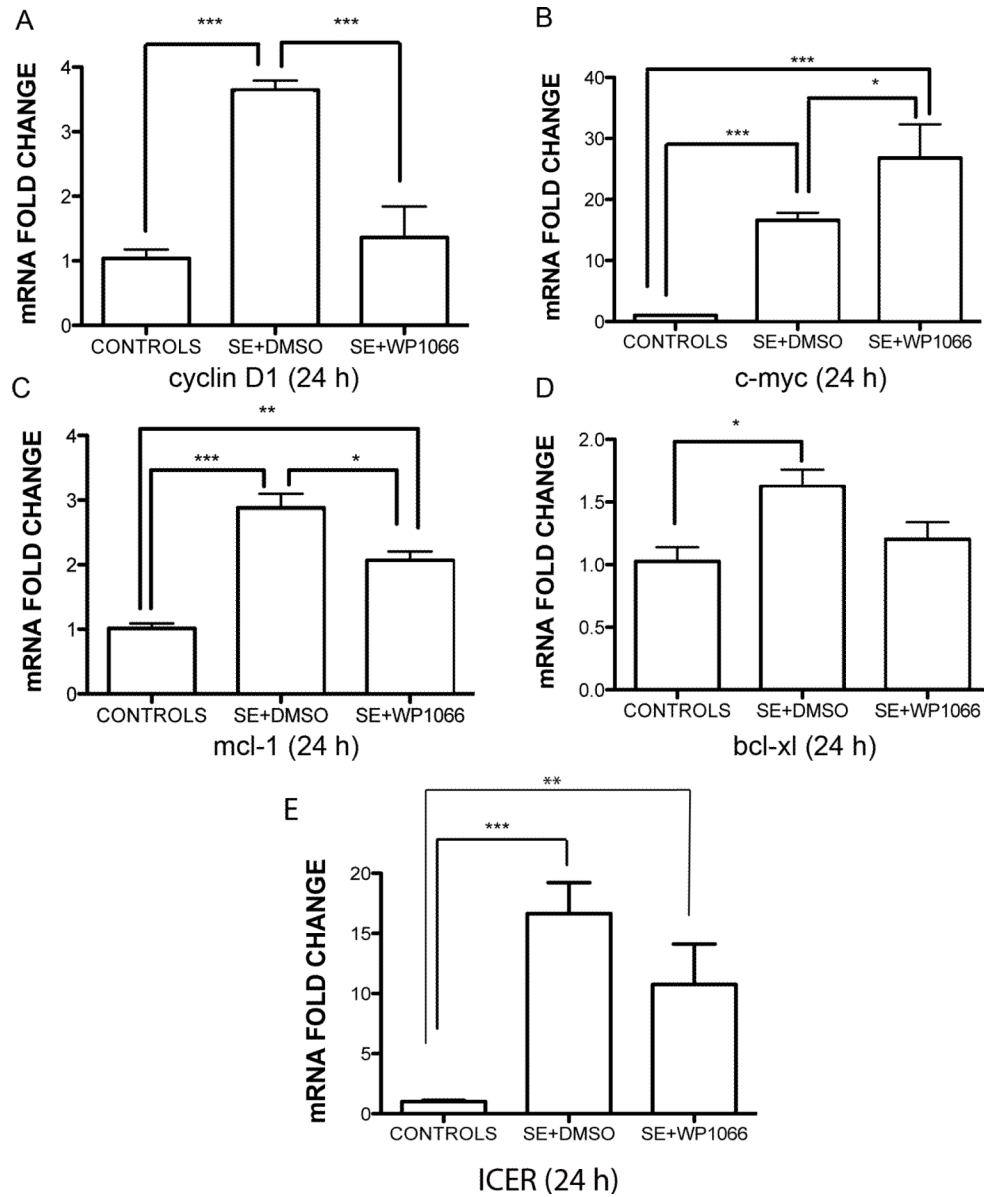 A
***
***
mRNA FOLD CHANGE
4
3
2
1
0
CONTROLS
SE+DMSO
SE+WP1066
cyclin D1 (24 h)
B
***
*
***
mRNA FOLD CHANGE
40
30
20
10
0
CONTROLS
SE+DMSO
SE+WP1066
c-myc (24 h)
C
**
***
*
mRNA FOLD CHANGE
4
3
2
1
0
CONTROLS
SE+DMSO
SE+WP1066
mcl-1 (24 h)
D
*
mRNA FOLD CHANGE
2.0
1.5
1.0
0.5
0.0
CONTROLS
SE+DMSO
SE+WP1066
bcl-xl (24 h)
E
**
***
mRNA FOLD CHANGE
20
15
10
5
0
CONTROLS
SE+DMSO
SE+WP1066
ICER (24 h)